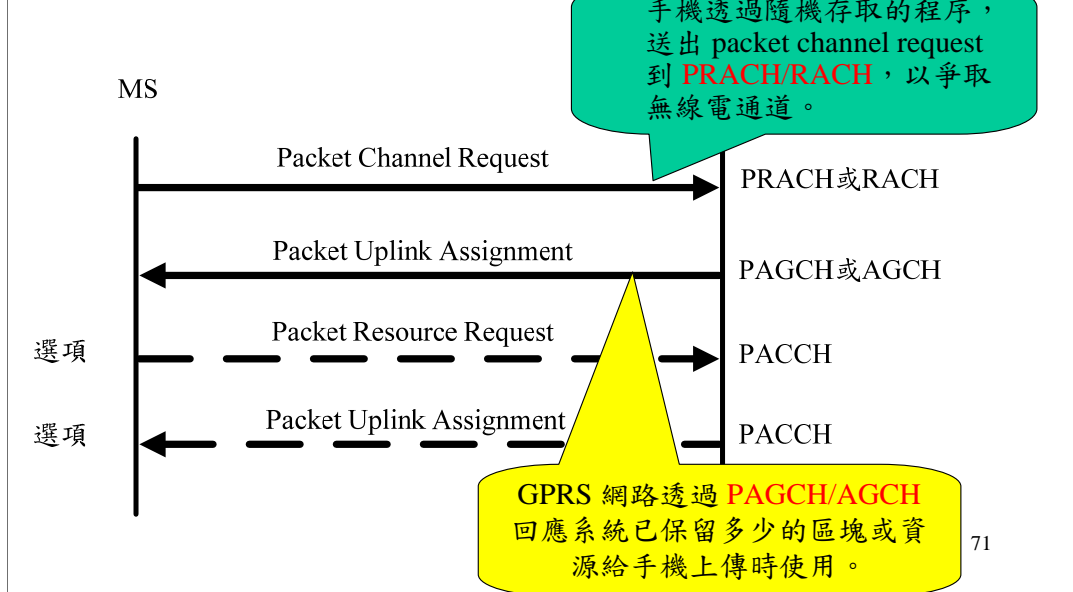 手機透過隨機存取的程序，
送出 packet channel request
到 PRACH/RACH，以爭取
無線電通道。
MS
Packet Channel Request
PRACH或RACH
Packet Uplink Assignment
PAGCH或AGCH
選項
Packet Resource Request
PACCH
選項
Packet Uplink Assignment
PACCH
GPRS 網路透過 PAGCH/AGCH
回應系統已保留多少的區塊或資
源給手機上傳時使用。
71